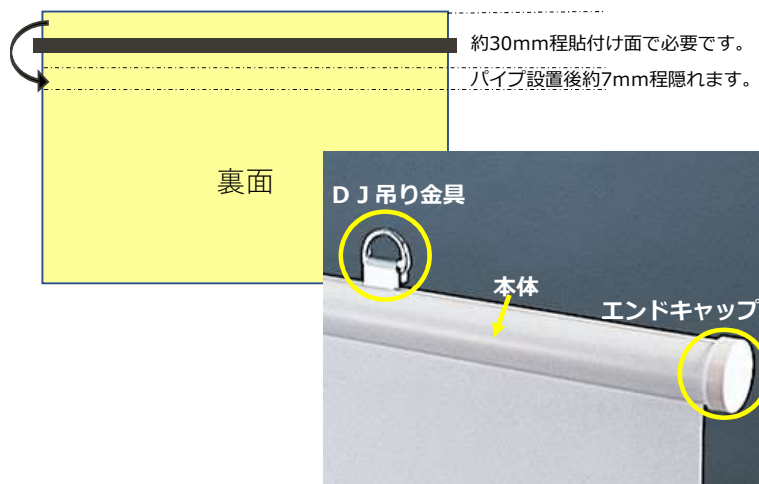 約30mm程貼付け面で必要です。
パイプ設置後約7mm程隠れます。
裏面
ＤＪ吊り金具
本体
エンドキャップ